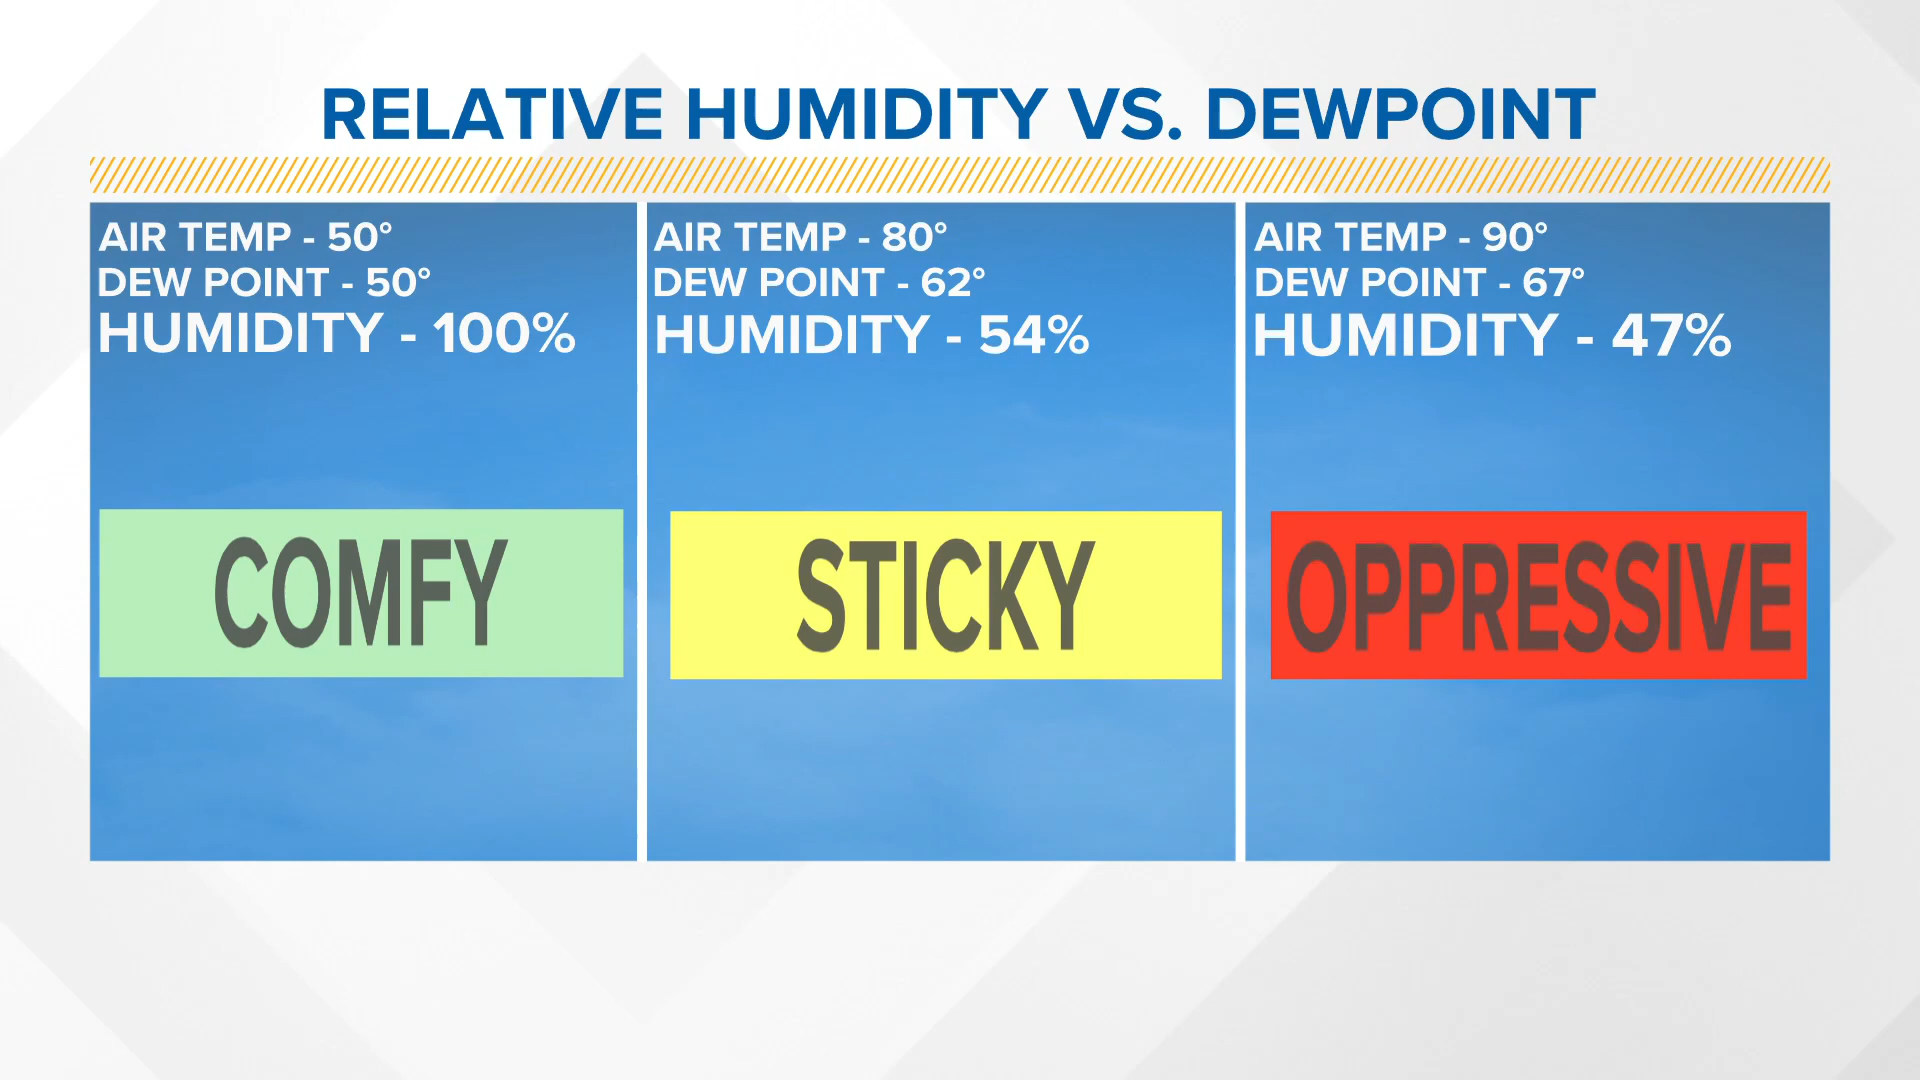 RELATIVE HUMIDITY VS. DEWPOINT
AIR TEMP - 50°
DEW POINT - 50°
HUMIDITY - 100%
COMFY
AIR TEMP - 80°
DEW POINT - 62°
HUMIDITY - 54%
STICKY
AIR TEMP - 90°
DEW POINT - 67°
HUMIDITY - 47%
OPPRESSIVE